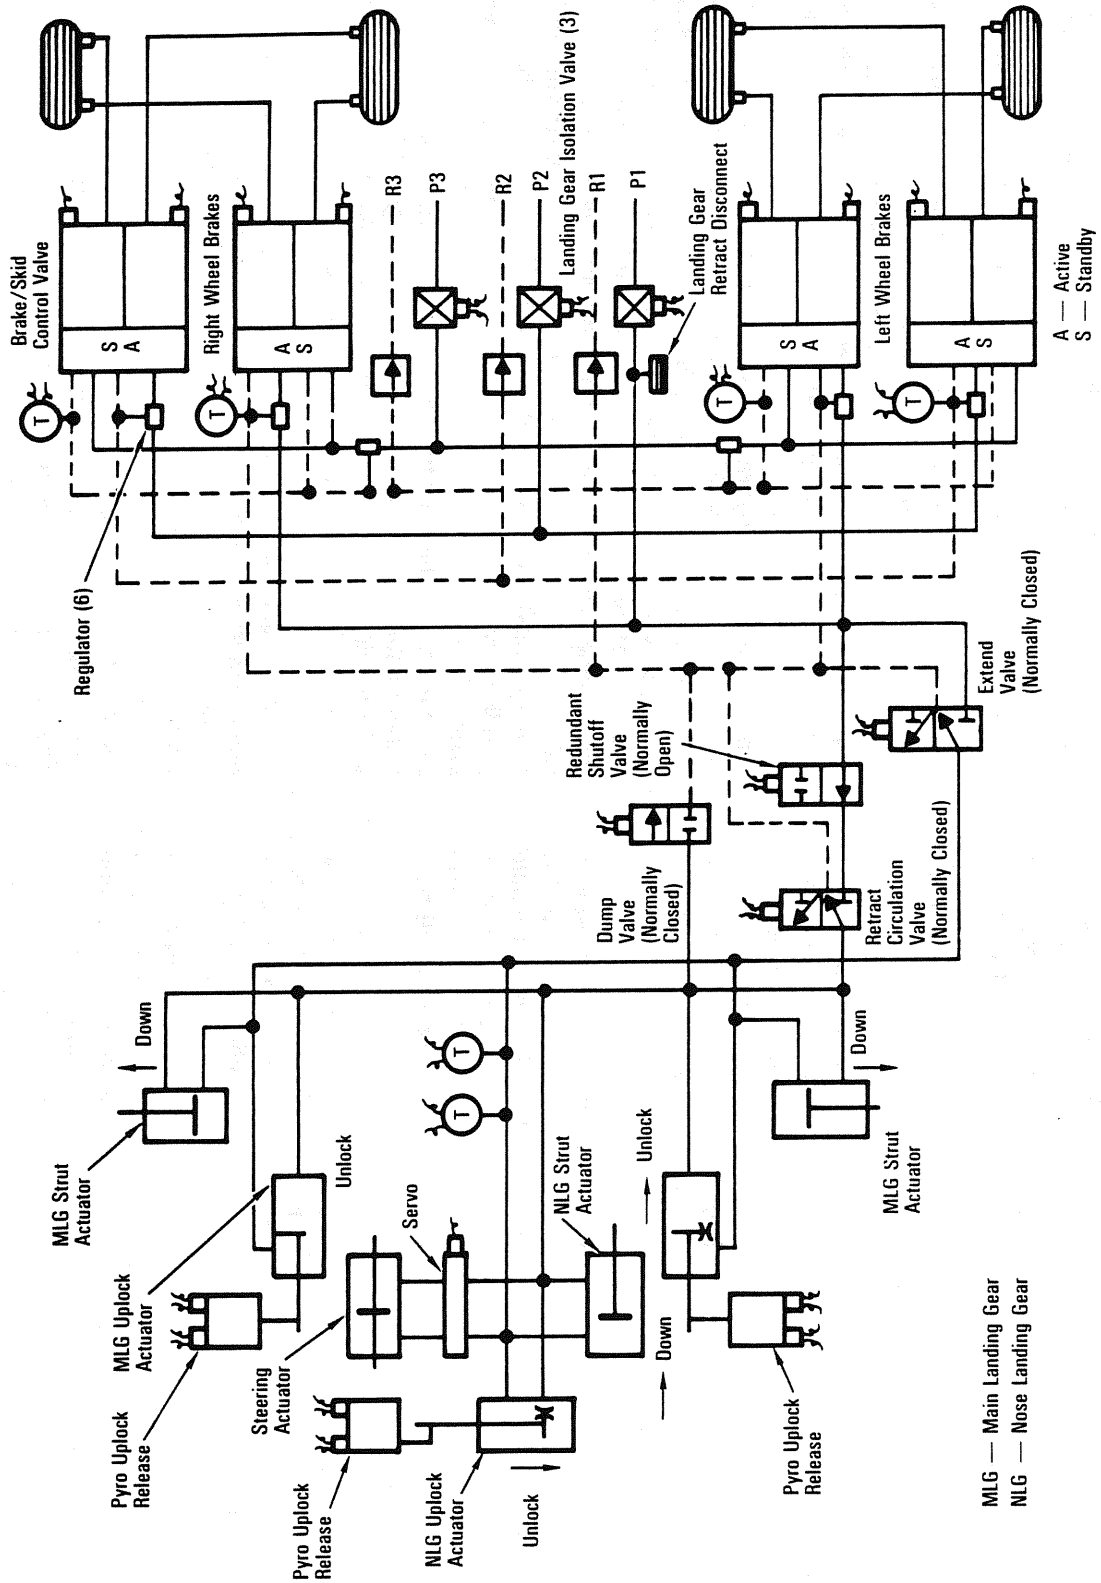 Pyro Uplock
Release
NLG Uplock
Actuator
Unlock
Pyro Uplock
Release
MLG Uplock
Actuator
Steering
Actuator
Servo
MLG Strut
Actuator
Unlock
Down
NLG Strut
Actuator
Down
Unlock
Pyro Uplock
Release
MLG Strut
Actuator
Down
T
T
Dump
Valve
(Normally
Closed)
Redundant
Shutoff
Valve
(Normally
Open)
Retract
Circulation
Valve
(Normally Closed)
Extend
Valve
(Normally Closed)
Regulator (6)
Brake/Skid
Control Valve
T
S
A
Right Wheel Brakes
T
A
S
R3
P3
R2
P2
Landing Gear Isolation Valve (3)
R1
P1
Landing Gear
Retract Disconnect
T
S
A
Left Wheel Brakes
T
A
S
A — Active
S — Standby
MLG — Main Landing Gear
NLG — Nose Landing Gear